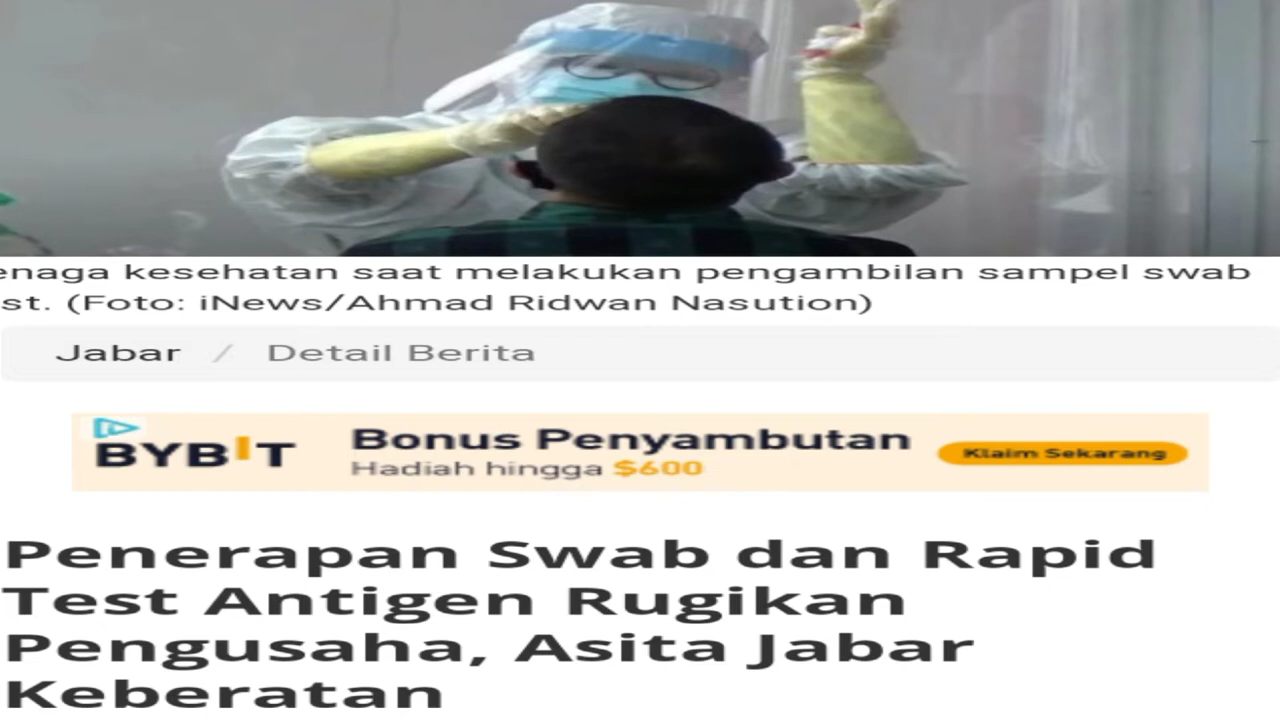 enaga kesehatan saat melakukan pengambilan sampel swab
st. (Foto: iNews/Ahmad Ridwan Nasution)
Jabar / Detail Berita
BYBIT
Bonus Penyambutan
Hadiah hingga $600
Klaim Sekarang
Penerapan Swab dan Rapid
Test Antigen Rugikan
Pengusaha, Asita Jabar
Keberatan